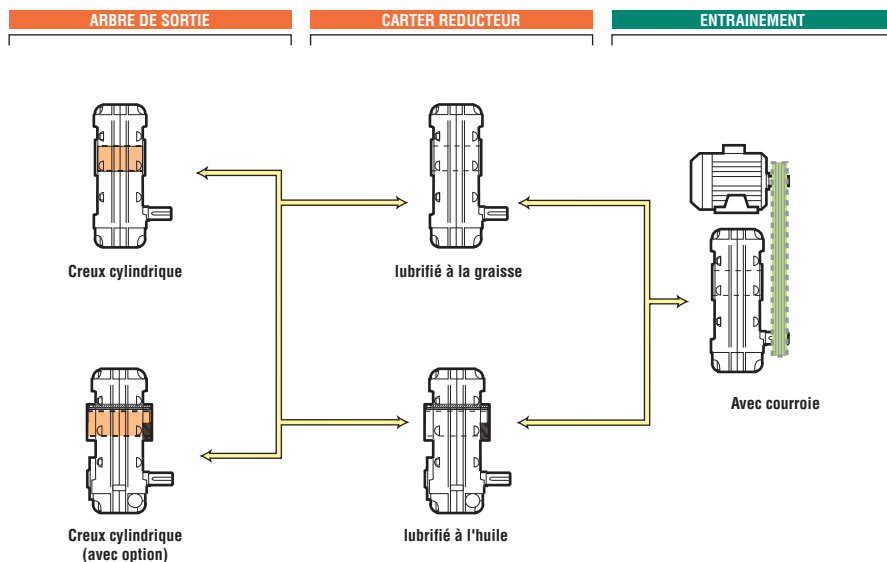 ARBRE DE SORTIE
CARTER REDUCTEUR
ENTRAINEMENT
Creux cylindrique
lubrifié à la graisse
Avec courroie
Creux cylindrique
(avec option)
lubrifié à l'huile